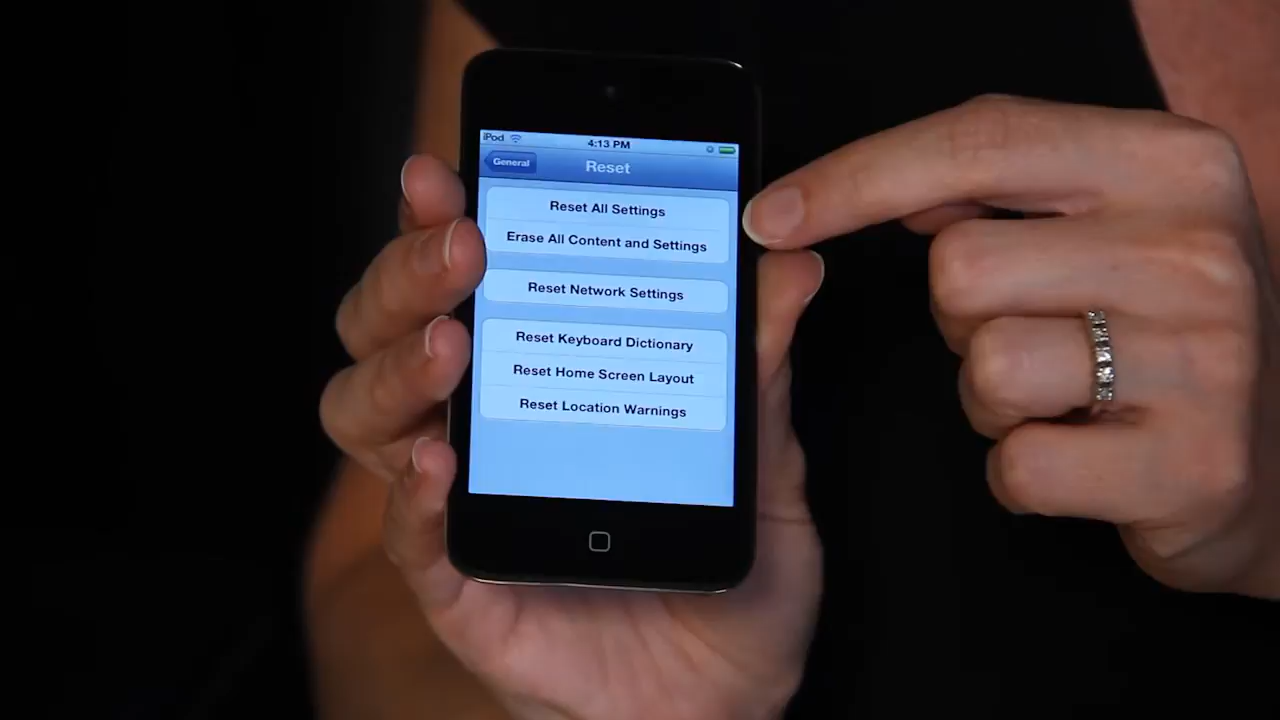 iPod 4:13 PM
General Reset
Reset All Settings
Erase All Content and Settings
Reset Network Settings
Reset Keyboard Dictionary
Reset Home Screen Layout
Reset Location Warnings